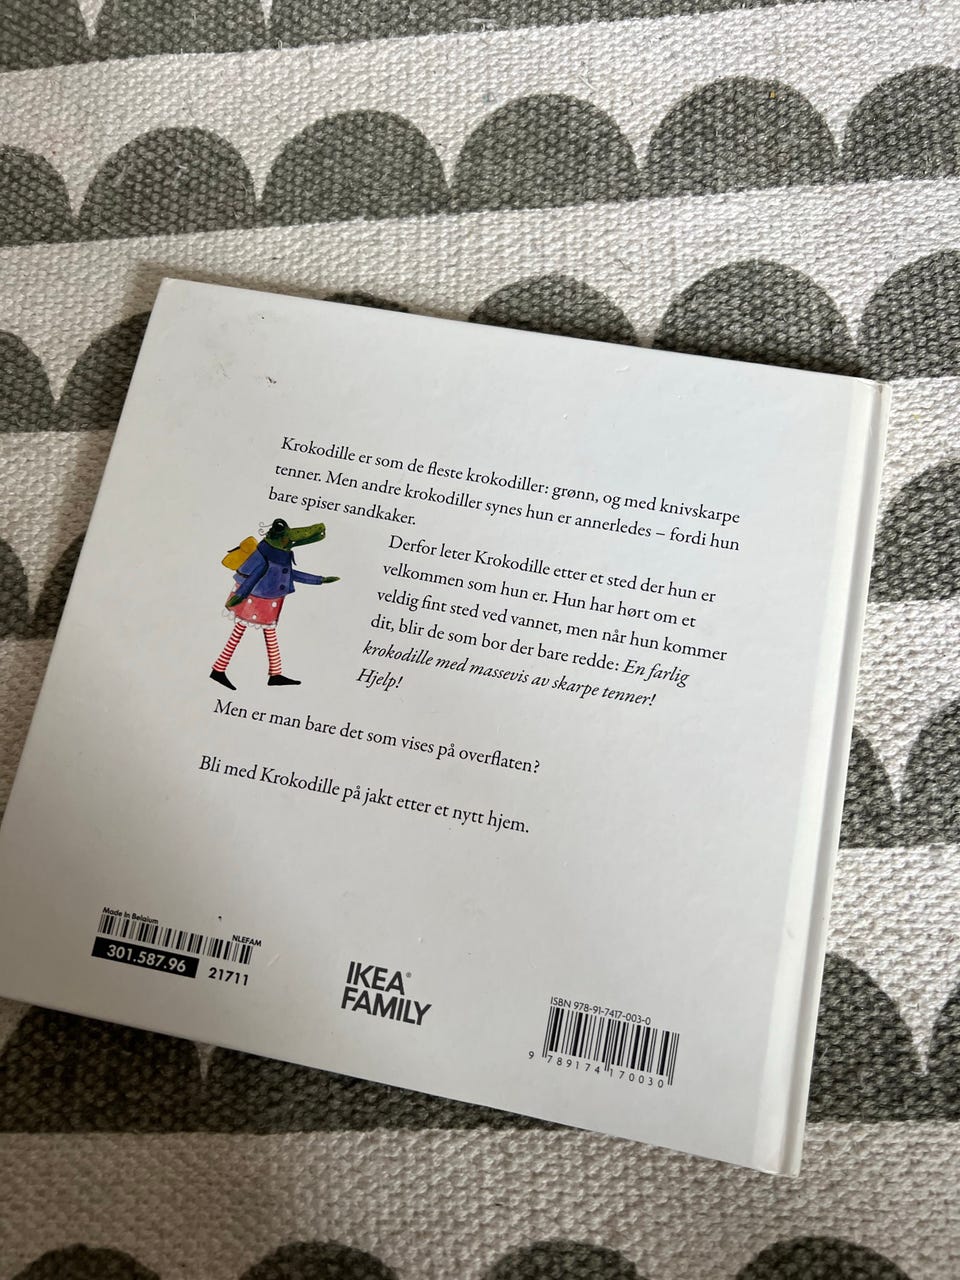 Krokodille er som de fleste krokodiller: grønn, og med knivskarpe
tenner. Men andre krokodiller synes hun er annerledes – fordi hun
bare spiser sandkaker.
Derfor leter Krokodille etter et sted der hun er
velkommen som hun er. Hun har hørt om et
veldig fint sted ved vannet, men når hun kommer
dit, blir de som bor der bare redde: En farlig
krokodille med massevis av skarpe tenner!
Hjelp!
Men er man bare det som vises på overflaten?
Bli med Krokodille på jakt etter et nytt hjem.
Made in Belgium
NLEFAM
301.587.96
21711
IKEA®
FAMILY
ISBN 978-91-7417-003-0
9 789174 170030